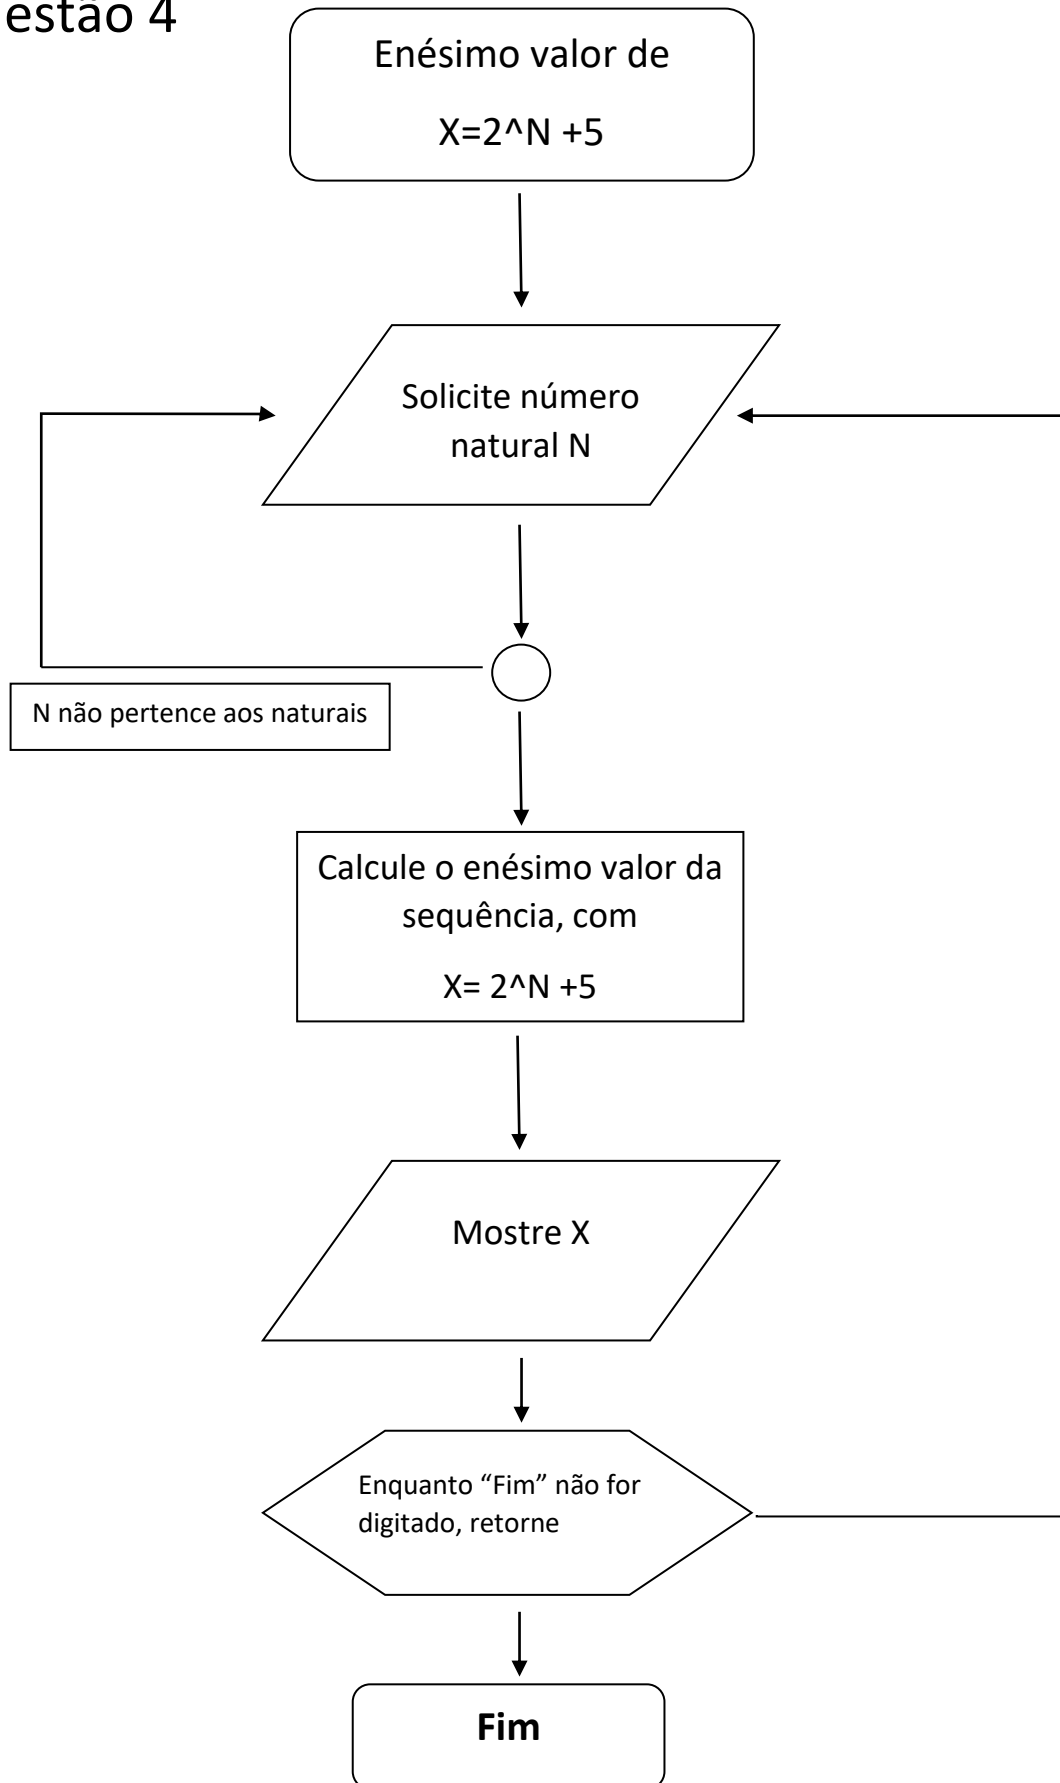 estão 4
Enésimo valor de
X=2^N +5
Solicite número
natural N
N não pertence aos naturais
Calcule o enésimo valor da
sequência, com
X= 2^N +5
Mostre X
Enquanto “Fim” não for
digitado, retorne
Fim